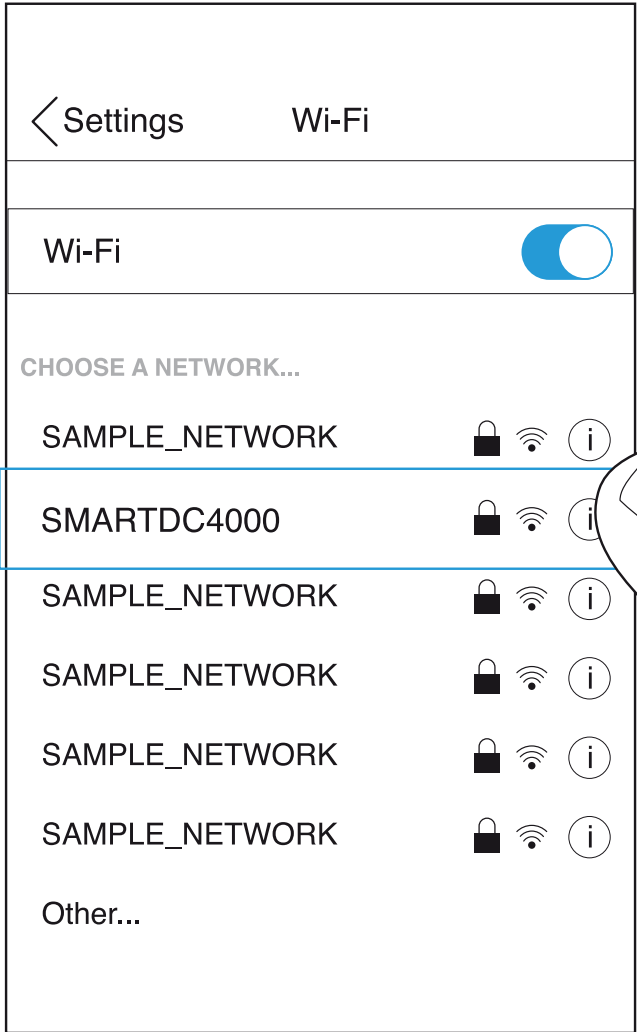 Settings Wi-Fi
Wi-Fi
CHOOSE A NETWORK...
SAMPLE_NETWORK i
SMARTDC4000 i
SAMPLE_NETWORK i
SAMPLE_NETWORK i
SAMPLE_NETWORK i
SAMPLE_NETWORK i
Other...